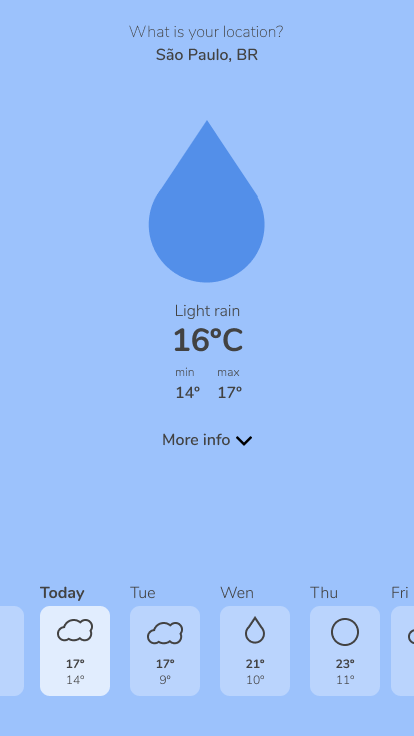 What is your location?
São Paulo, BR
Light rain
16°C
min max
14° 17°
More info
Today Tue Wen Thu Fri
17° 17° 21° 23°
14° 9° 10° 11°